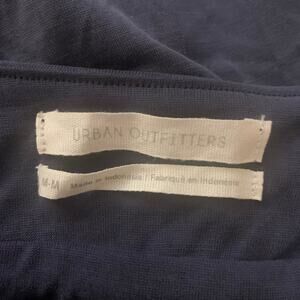 URBAN OUTFITTERS
M-M Made in Indonesia / Fabriqué en Indonésie